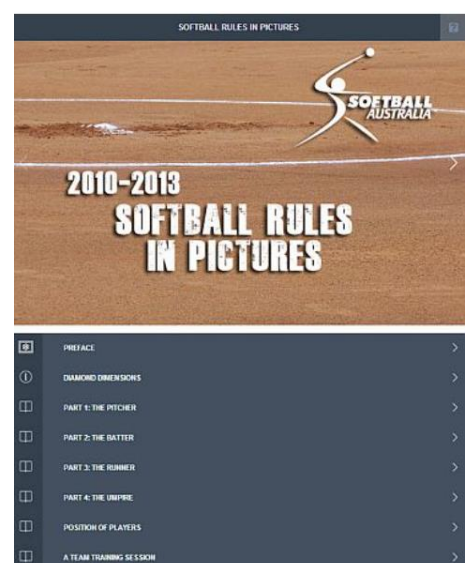 SOFTBALL RULES IN PICTURES
SOFTBALL
AUSTRALIA
2010-2013
SOFTBALL RULES
IN PICTURES
PREFACE
DIAMOND DIMENSIONS
PART 1: THE PITCHER
PART 2: THE BATTER
PART 3: THE RUNNER
PART 4: THE UMPIRE
POSITION OF PLAYERS
A TEAM TRAINING SESSION